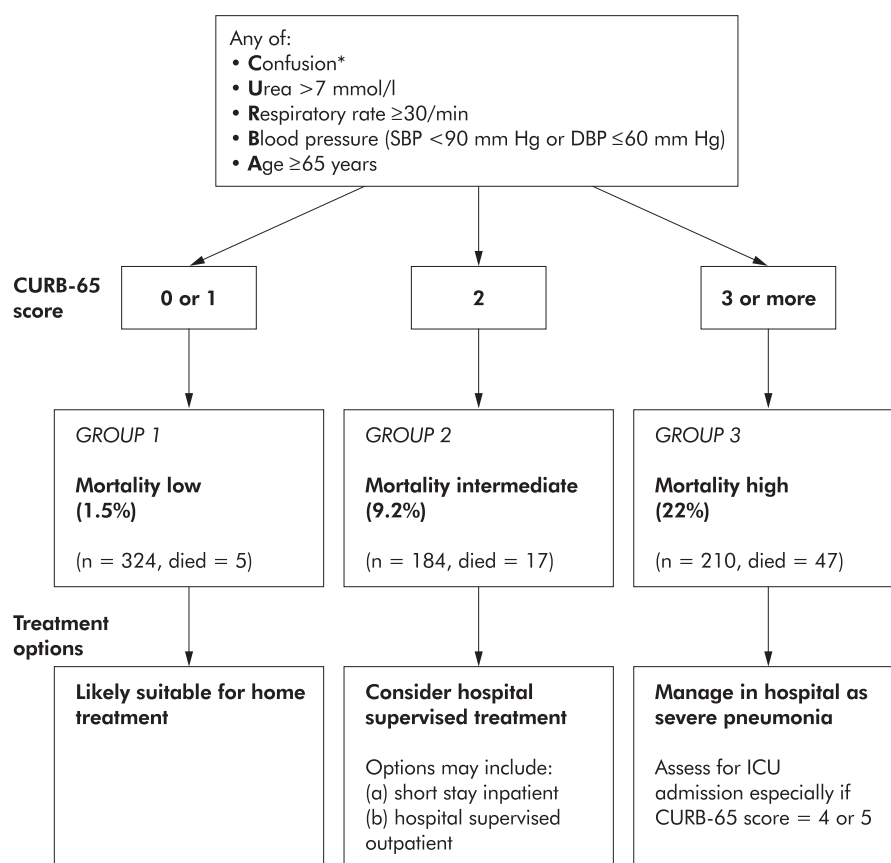 Any of:
• Confusion*
• Urea >7 mmol/l
• Respiratory rate ≥30/min
• Blood pressure (SBP <90 mm Hg or DBP ≤60 mm Hg)
• Age ≥65 years
CURB-65
score
0 or 1
2
3 or more
GROUP 1
Mortality low
(1.5%)
(n = 324, died = 5)
GROUP 2
Mortality intermediate
(9.2%)
(n = 184, died = 17)
GROUP 3
Mortality high
(22%)
(n = 210, died = 47)
Treatment
options
Likely suitable for home
treatment
Consider hospital
supervised treatment
Options may include:
(a) short stay inpatient
(b) hospital supervised
outpatient
Manage in hospital as
severe pneumonia
Assess for ICU
admission especially if
CURB-65 score = 4 or 5